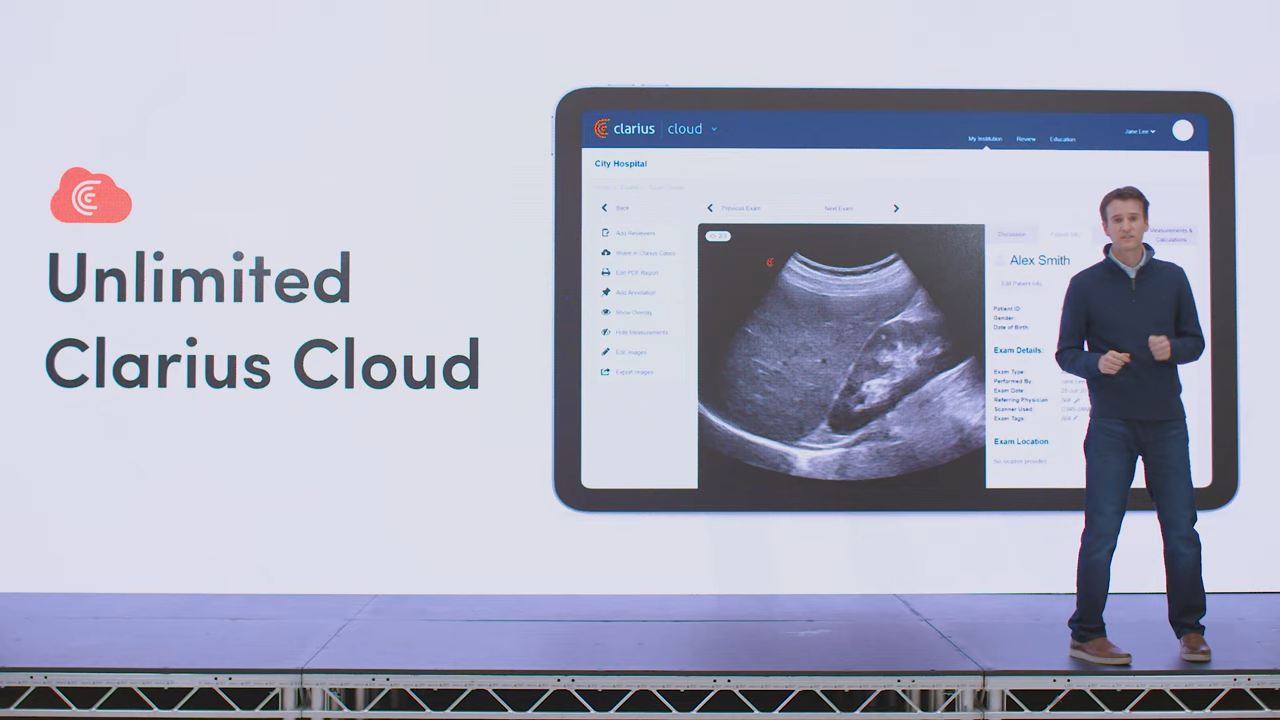 Unlimited
Clarius Cloud
clarius cloud
My Institution Review Education
Jane Lee
City Hospital
Back
Previous Exam
Next Exam
Add Reviewers
Share in Clarius Cases
Edit PDF Report
Add Annotation
Show Overlay
Hide Measurements
Edit Images
Export Images
Discussion
Patient Info
Measurements &
Calculations
Alex Smith
Edit Patient Info
Patient ID:
Gender:
Date of Birth:
Exam Details:
Exam Type:
Performed By: Jane Lee
Exam Date:
Referring Physician: N/A
Scanner Used:
Exam Tags: N/A
Exam Location
No location provided